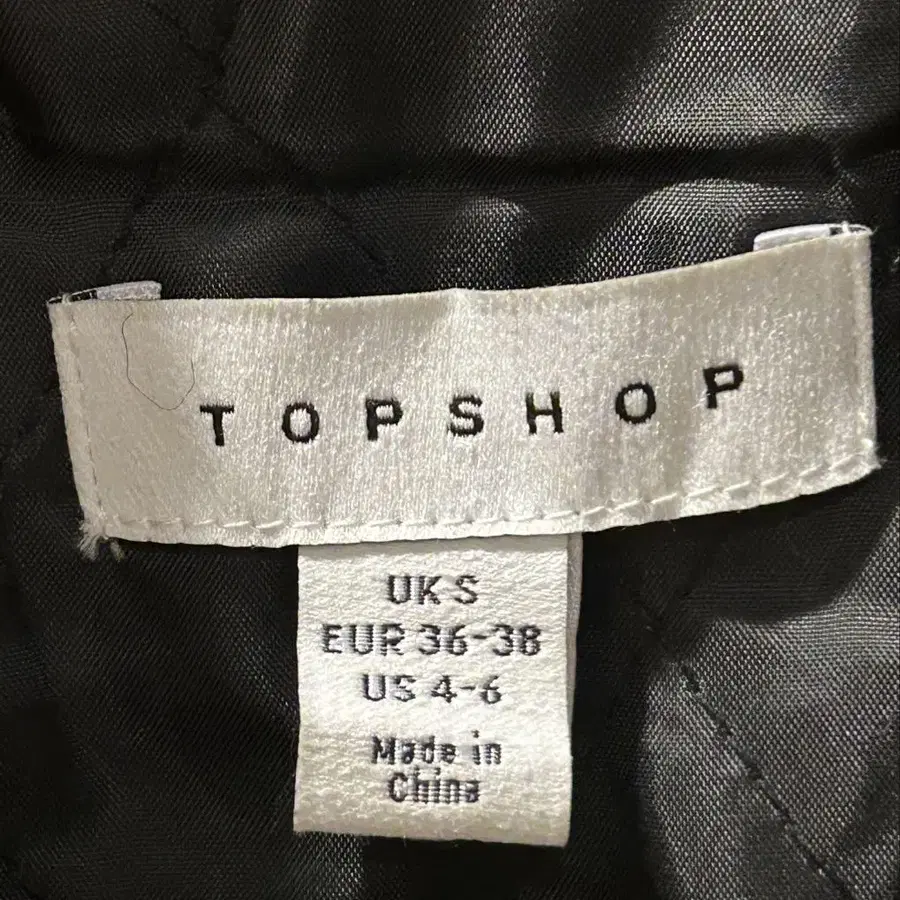 TOPSHOP
UK S
EUR 36-38
US 4-6
Made in
China